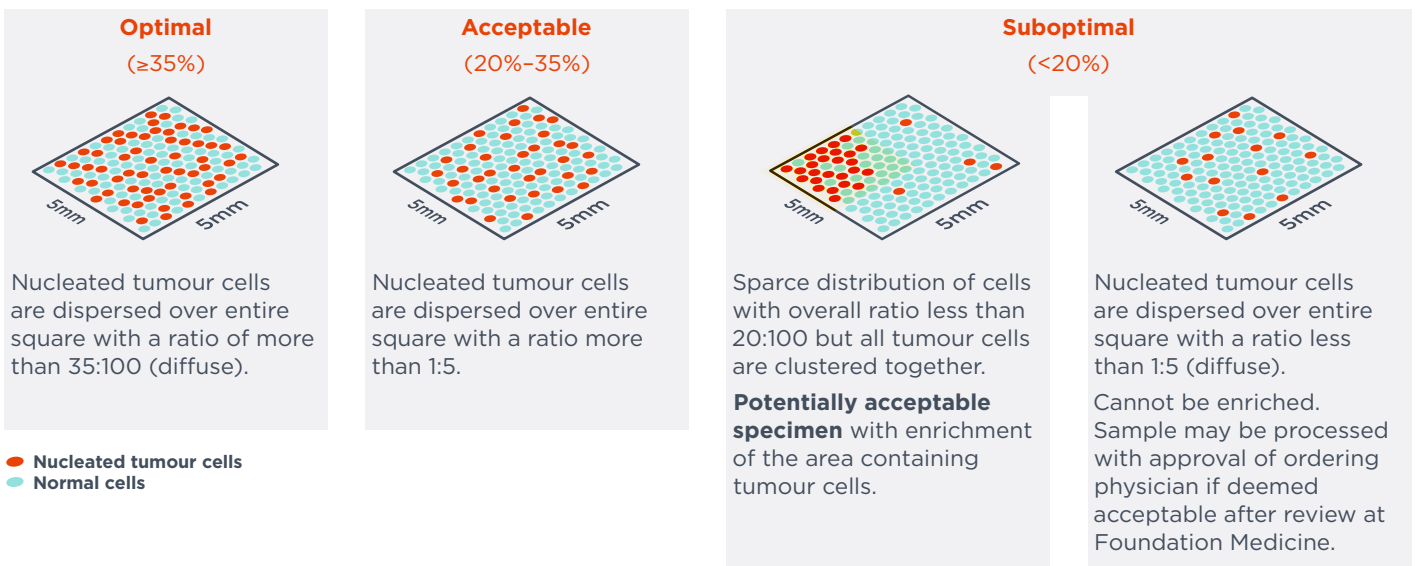 Optimal
(≥35%)
5mm
5mm
Nucleated tumour cells
are dispersed over entire
square with a ratio of more
than 35:100 (diffuse).
Acceptable
(20%–35%)
5mm
5mm
Nucleated tumour cells
are dispersed over entire
square with a ratio more
than 1:5.
Suboptimal
(<20%)
5mm
5mm
Sparce distribution of cells
with overall ratio less than
20:100 but all tumour cells
are clustered together.
Potentially acceptable
specimen with enrichment
of the area containing
tumour cells.
5mm
5mm
Nucleated tumour cells
are dispersed over entire
square with a ratio less
than 1:5 (diffuse).
Cannot be enriched.
Sample may be processed
with approval of ordering
physician if deemed
acceptable after review at
Foundation Medicine.
Nucleated tumour cells
Normal cells